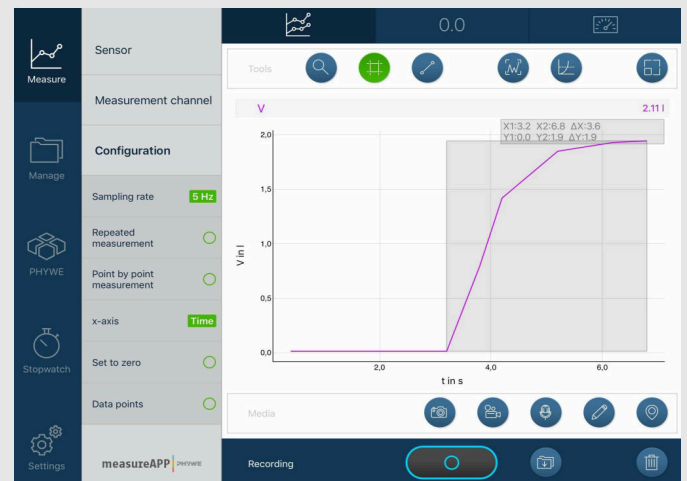 0.0
Measure
Manage
PHYWE
Stopwatch
Settings
Sensor
Measurement channel
Configuration
Sampling rate 5 Hz
Repeated
measurement
Point by point
measurement
x-axis Time
Set to zero
Data points
measureAPP PHYWE
Tools
V 2.11 l
X1:3.2 X2:6.8 ΔX:3.6
Y1:0.0 Y2:1.9 ΔY:1.9
2,0
1,5
1,0
0,5
0,0
V in l
2,0 4,0 6,0
t in s
Media
Recording